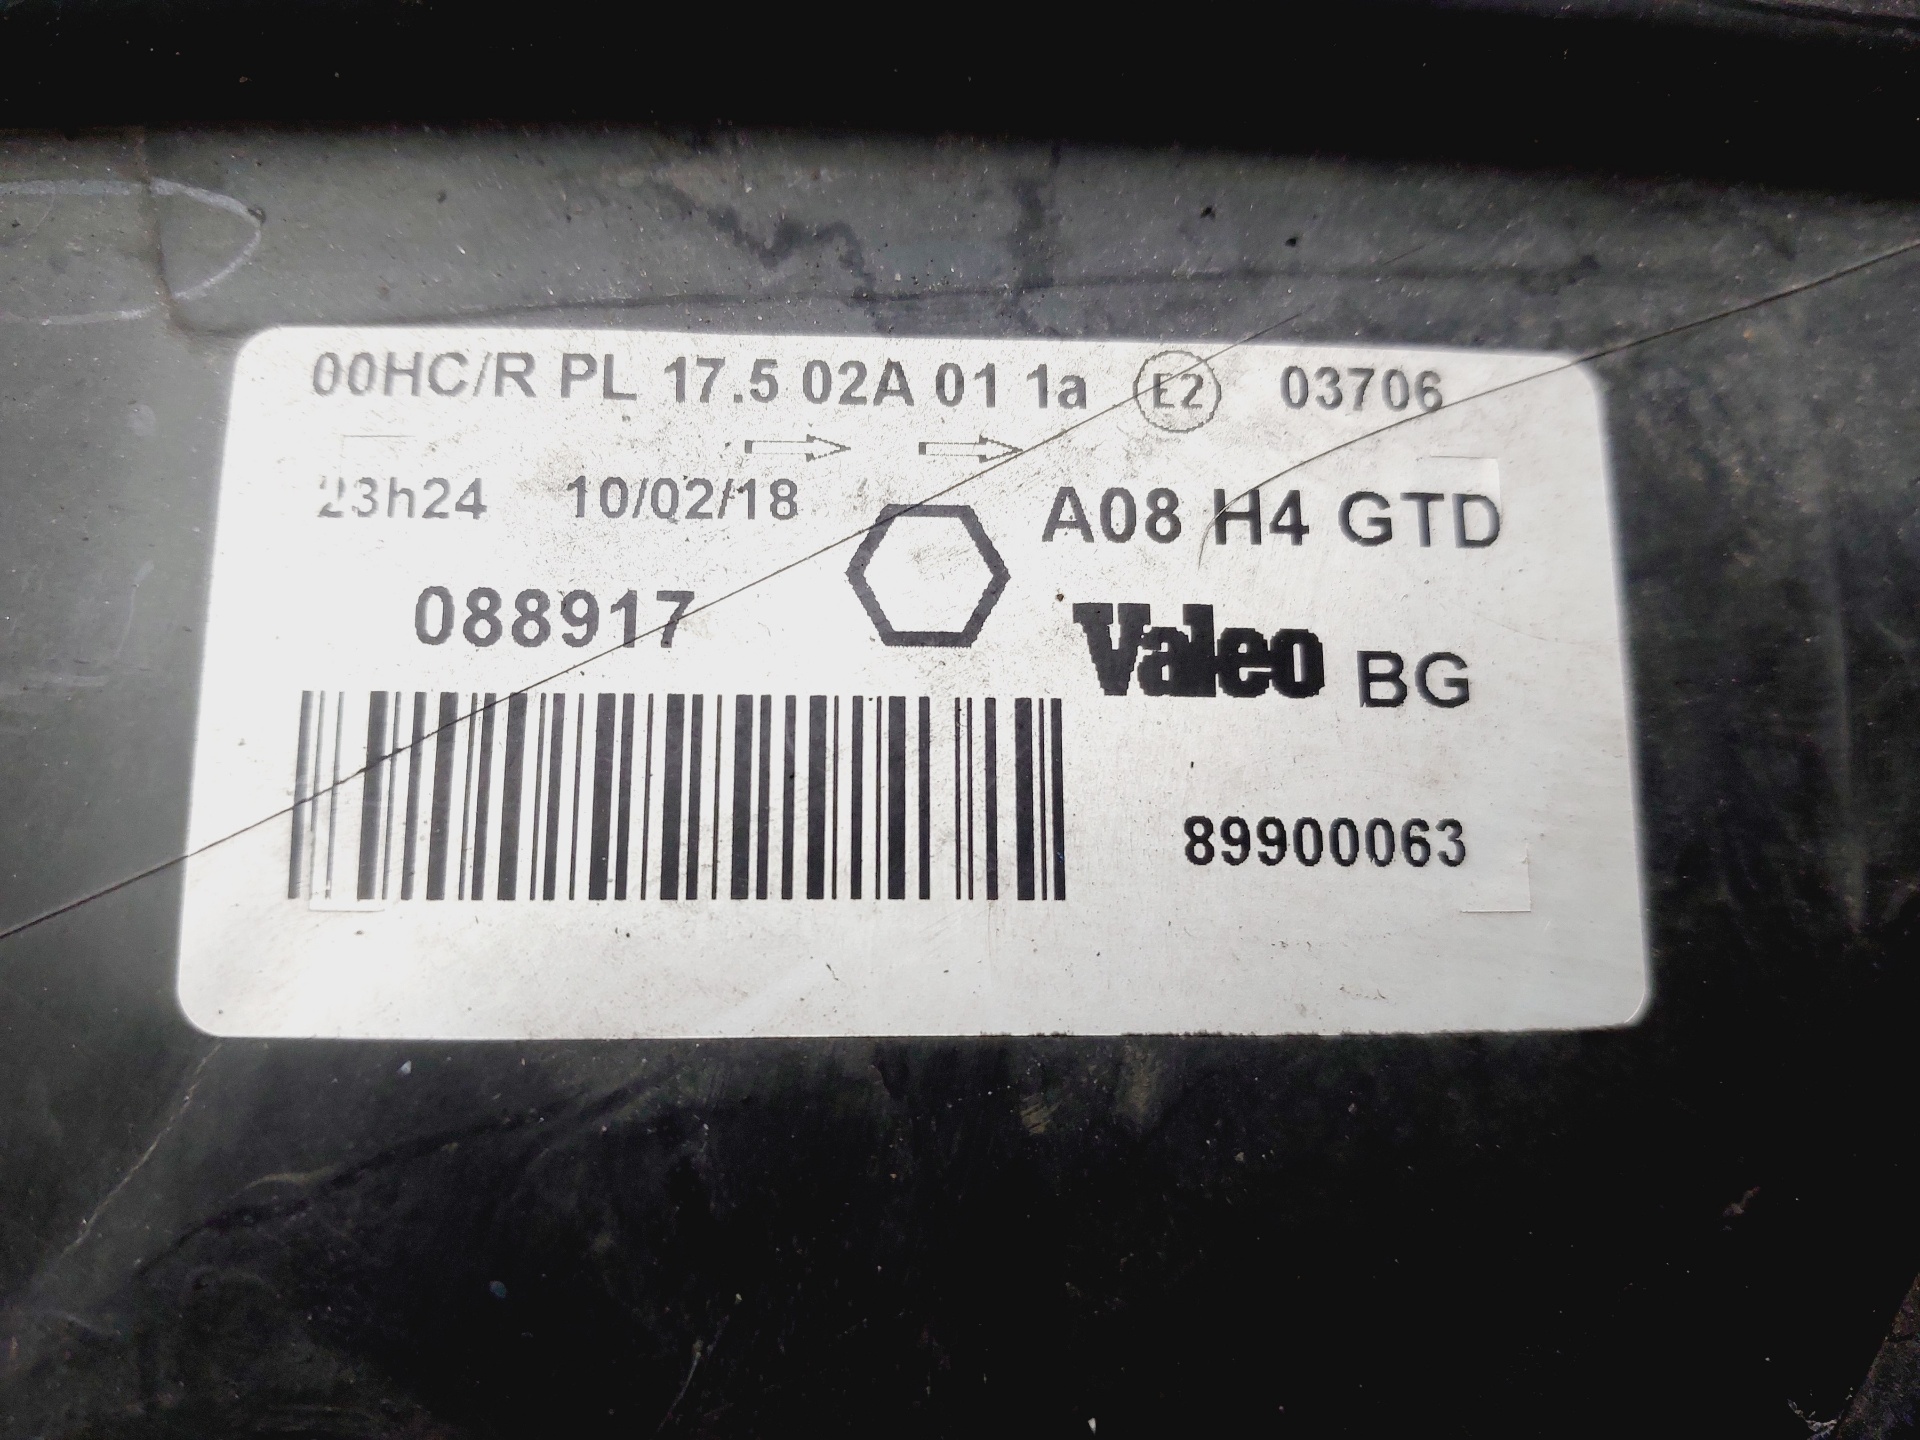 00HC/R PL 17.5 02A 01 1a E2 03706
23h24 10/02/18 A08 H4 GTD
088917
Valeo BG
89900063